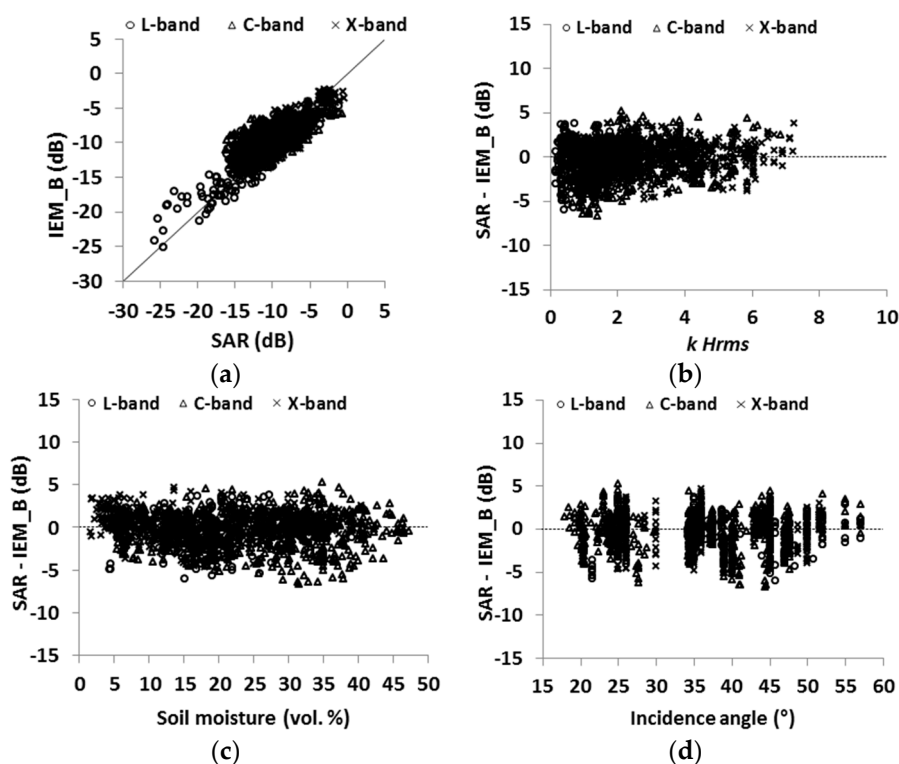 ○ L-band △ C-band × X-band
5
0
-5
-10
-15
-20
-25
-30
IEM_B (dB)
-30 -25 -20 -15 -10 -5 0 5
SAR (dB)
(a)
○ L-band △ C-band × X-band
15
10
5
0
-5
-10
-15
SAR - IEM_B (dB)
0 2 4 6 8 10
k Hrms
(b)
○ L-band △ C-band × X-band
15
10
5
0
-5
-10
-15
SAR - IEM_B (dB)
0 5 10 15 20 25 30 35 40 45 50
Soil moisture (vol. %)
(c)
○ L-band △ C-band × X-band
15
10
5
0
-5
-10
-15
SAR - IEM_B (dB)
15 20 25 30 35 40 45 50 55 60
Incidence angle (°)
(d)